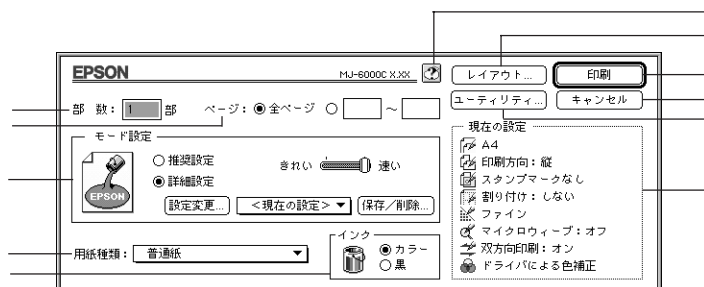 EPSON MJ-6000C X.XX ? レイアウト... 印刷
部 数： 1 部 ページ： 全ページ ～ ユーティリティ... キャンセル
モード設定
推奨設定 きれい 速い
詳細設定
EPSON
設定変更... <現在の設定> 保存／削除...
用紙種類： 普通紙
インク
カラー
黒
現在の設定
A4
印刷方向：縦
スタンプマークなし
割り付け：しない
ファイン
マイクロウィーブ：オフ
双方向印刷：オン
ドライバによる色補正